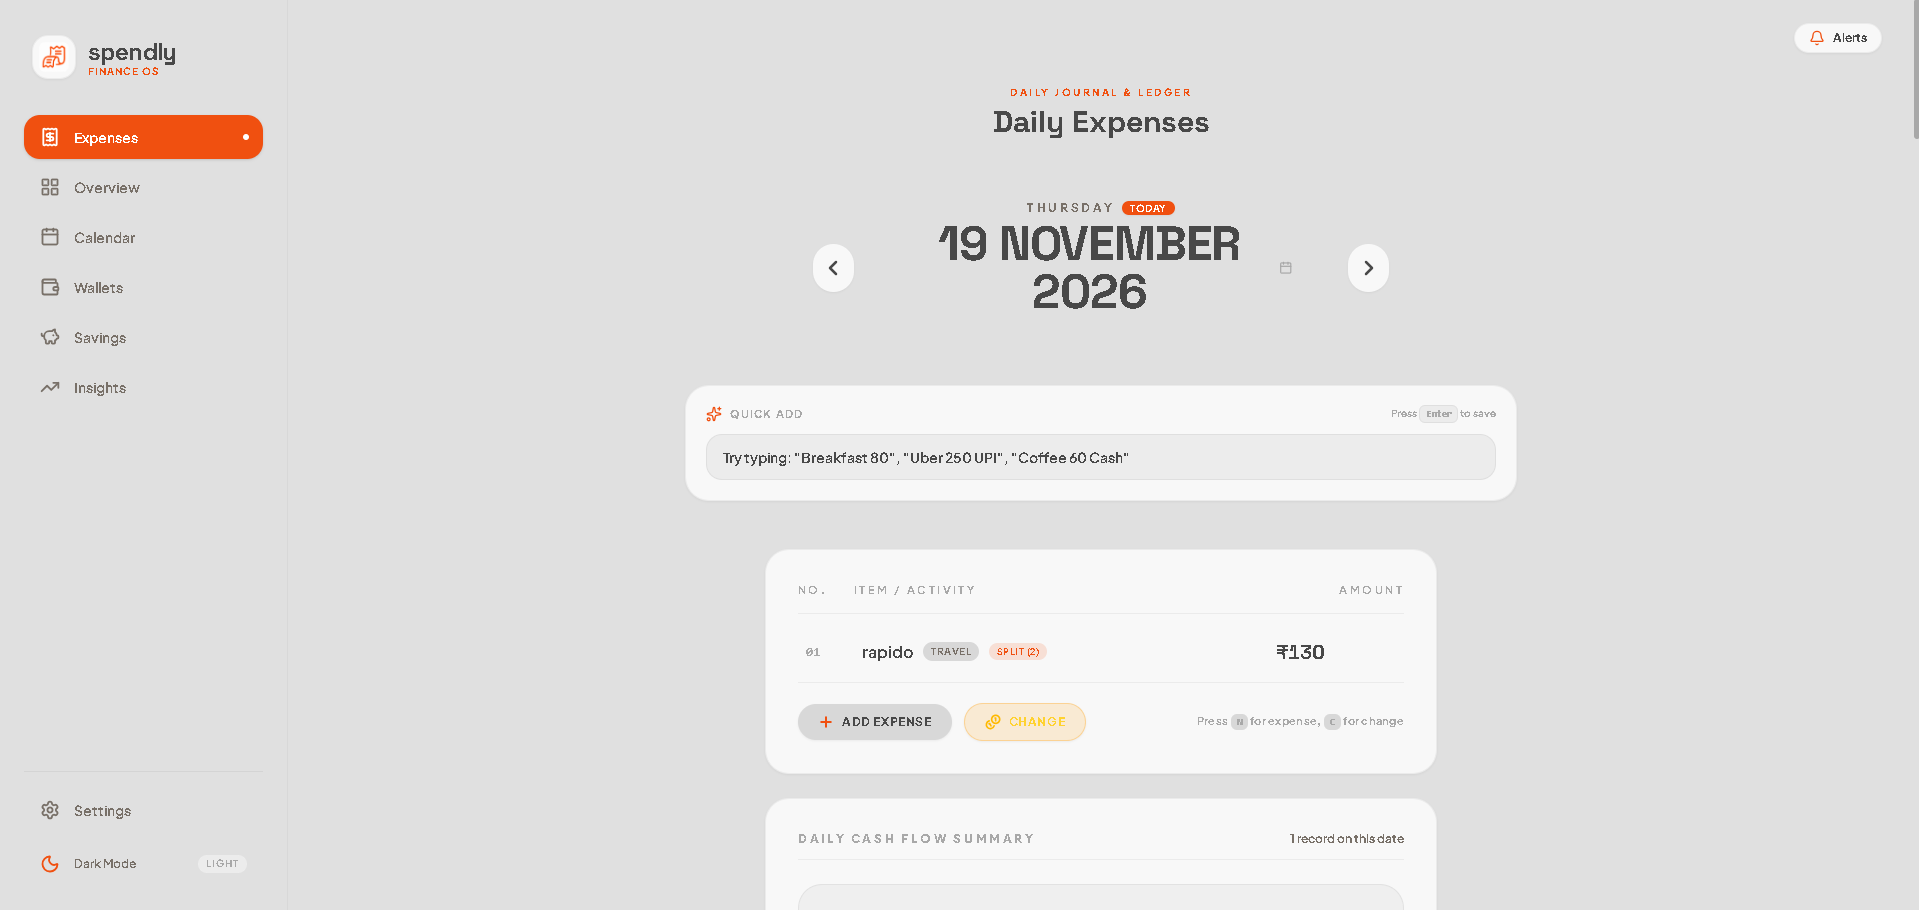 spendly
FINANCE OS
Expenses
Overview
Calendar
Wallets
Savings
Insights
Settings
Dark Mode
LIGHT
Alerts
DAILY JOURNAL & LEDGER
Daily Expenses
THURSDAY TODAY
19 NOVEMBER
2026
QUICK ADD
Press Enter to save
Try typing: "Breakfast 80", "Uber 250 UPI", "Coffee 60 Cash"
NO. ITEM / ACTIVITY AMOUNT
01 rapido TRAVEL SPLIT (2) ₹130
ADD EXPENSE CHANGE Press N for expense, C for change
DAILY CASH FLOW SUMMARY 1 record on this date